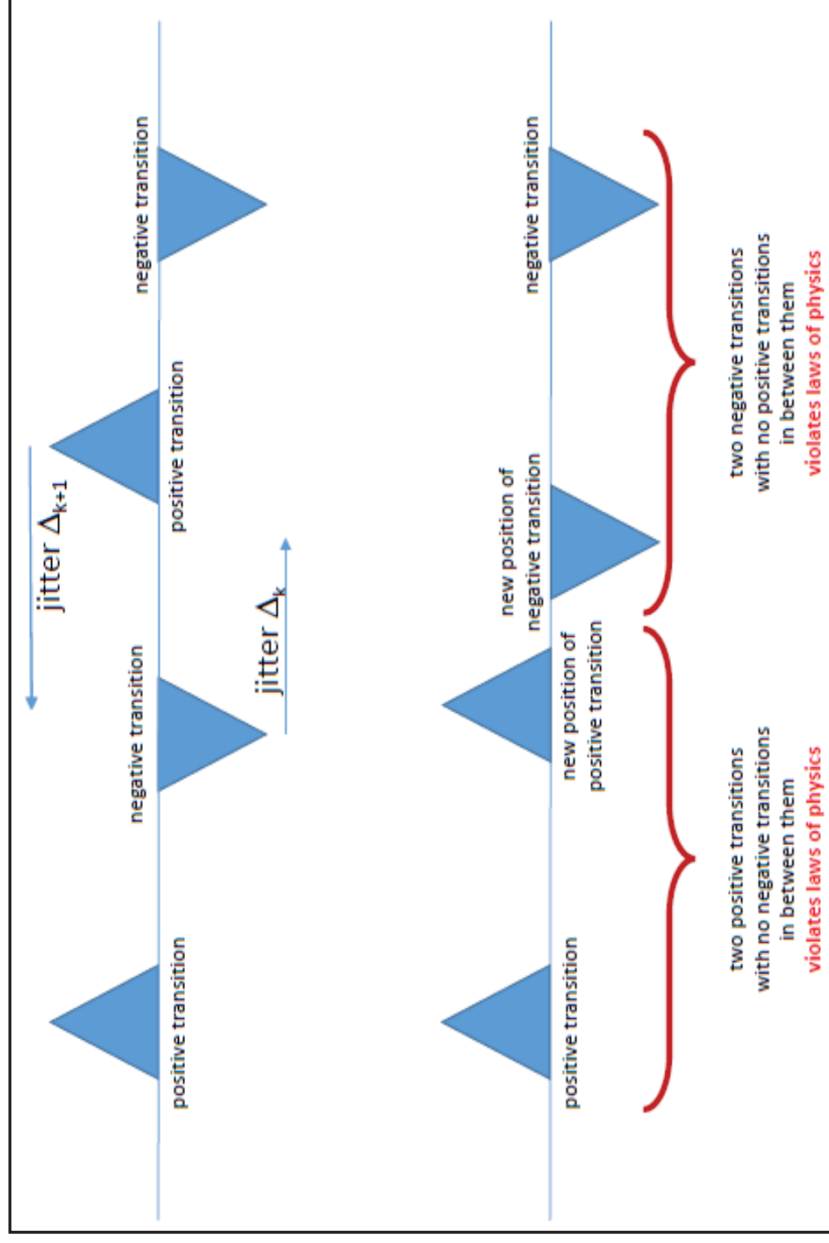 jitter Δk+1
positive transition
negative transition
positive transition
negative transition
jitter Δk
positive transition
new position of
positive transition
new position of
negative transition
negative transition
two positive transitions
with no negative transitions
in between them
violates laws of physics
two negative transitions
with no positive transitions
in between them
violates laws of physics